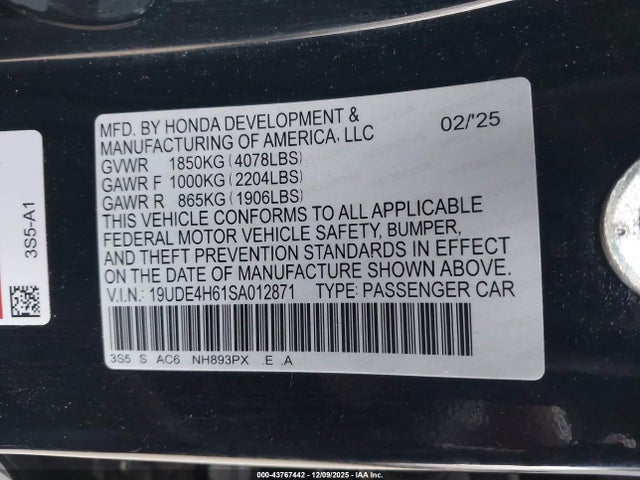 MFD. BY HONDA DEVELOPMENT & 02/'25
MANUFACTURING OF AMERICA, LLC
GVWR 1850KG (4078LBS)
GAWR F 1000KG (2204LBS)
GAWR R 865KG (1906LBS)
THIS VEHICLE CONFORMS TO ALL APPLICABLE
FEDERAL MOTOR VEHICLE SAFETY, BUMPER,
AND THEFT PREVENTION STANDARDS IN EFFECT
ON THE DATE OF MANUFACTURE SHOWN ABOVE.
V.I.N.: 19UDE4H61SA012871 TYPE: PASSENGER CAR
3S5 S AC6 NH893PX .E .A
3S5-A1
000-43767442 | 12/09/2025 | IAA Inc.